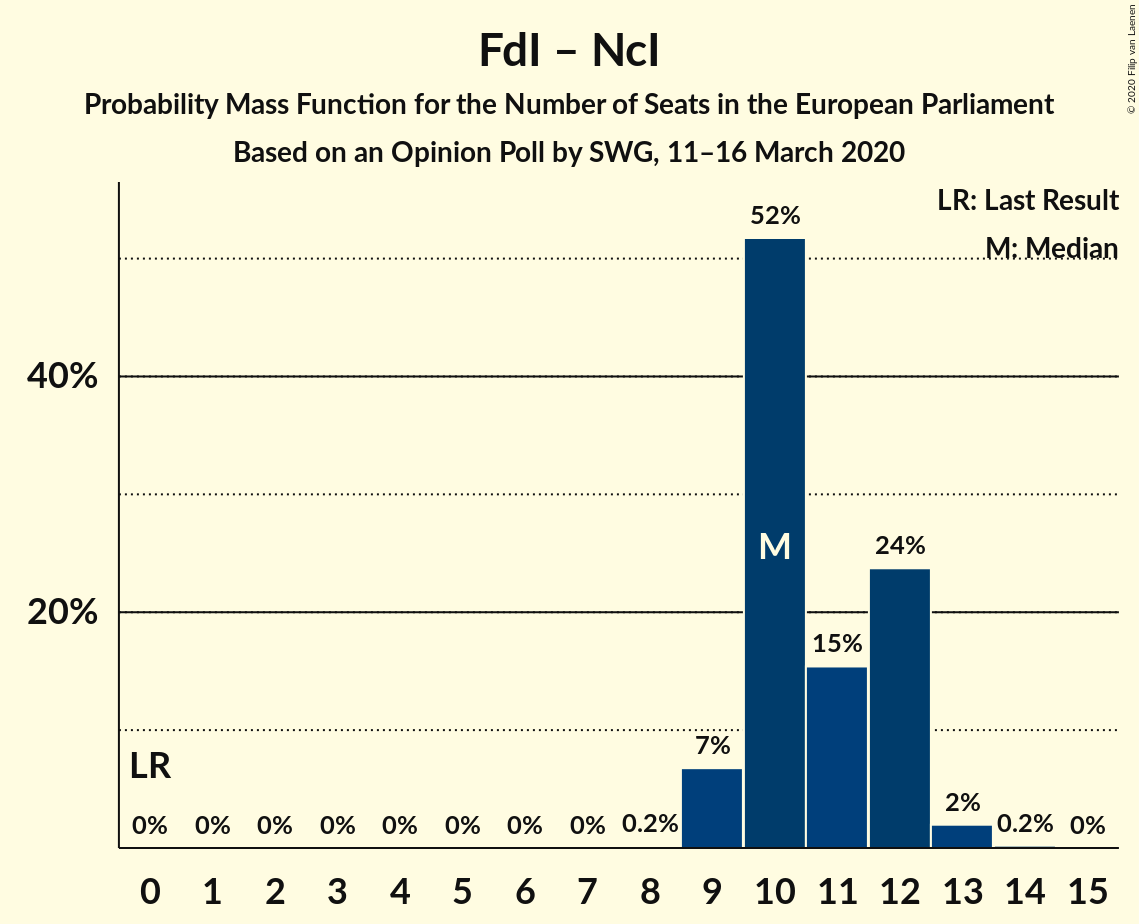 FdI – NcI
Probability Mass Function for the Number of Seats in the European Parliament
Based on an Opinion Poll by SWG, 11–16 March 2020
© 2020 Filip van Laenen
LR: Last Result
M: Median
52%
40%
M
24%
20%
15%
7%
LR
0% 0% 0% 0% 0% 0% 0% 0% 0.2% 2% 0.2% 0%
0 1 2 3 4 5 6 7 8 9 10 11 12 13 14 15